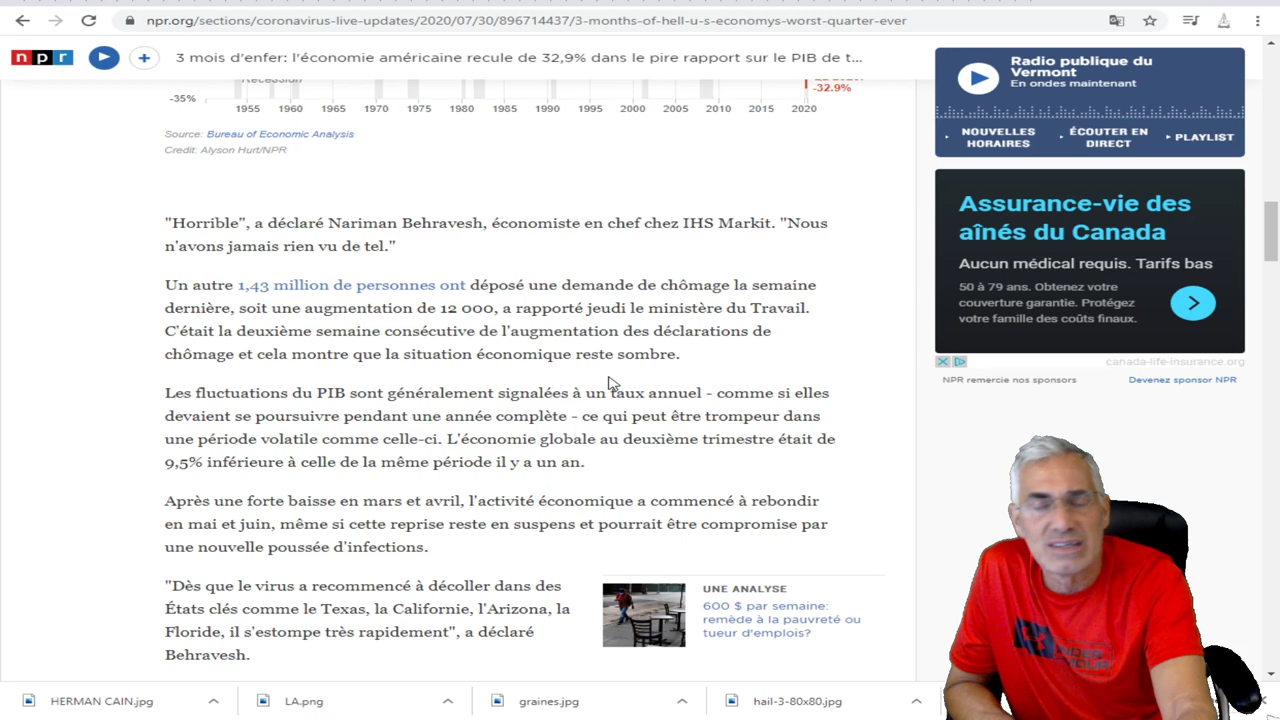 npr.org/sections/coronavirus-live-updates/2020/07/30/896714437/3-months-of-hell-u-s-economys-worst-quarter-ever
npr
3 mois d'enfer: l'économie américaine recule de 32,9% dans le pire rapport sur le PIB de t...
Recession
-35%
-32.9%
1955 1960 1965 1970 1975 1980 1985 1990 1995 2000 2005 2010 2015 2020
Source: Bureau of Economic Analysis
Credit: Alyson Hurt/NPR
"Horrible", a déclaré Nariman Behravesh, économiste en chef chez IHS Markit. "Nous
n'avons jamais rien vu de tel."
Un autre 1,43 million de personnes ont déposé une demande de chômage la semaine
dernière, soit une augmentation de 12 000, a rapporté jeudi le ministère du Travail.
C'était la deuxième semaine consécutive de l'augmentation des déclarations de
chômage et cela montre que la situation économique reste sombre.
Les fluctuations du PIB sont généralement signalées à un taux annuel - comme si elles
devaient se poursuivre pendant une année complète - ce qui peut être trompeur dans
une période volatile comme celle-ci. L'économie globale au deuxième trimestre était de
9,5% inférieure à celle de la même période il y a un an.
Après une forte baisse en mars et avril, l'activité économique a commencé à rebondir
en mai et juin, même si cette reprise reste en suspens et pourrait être compromise par
une nouvelle poussée d'infections.
"Dès que le virus a recommencé à décoller dans des
États clés comme le Texas, la Californie, l'Arizona, la
Floride, il s'estompe très rapidement", a déclaré
Behravesh.
UNE ANALYSE
600 $ par semaine:
remède à la pauvreté ou
tueur d'emplois?
Radio publique du
Vermont
En ondes maintenant
NOUVELLES
HORAIRES
ÉCOUTER EN
DIRECT
PLAYLIST
Assurance-vie des
aînés du Canada
Aucun médical requis. Tarifs bas
50 à 79 ans. Obtenez votre
couverture garantie. Protégez
votre famille des coûts finaux.
canada-life-insurance.org
NPR remercie nos sponsors
Devenez sponsor NPR
HERMAN CAIN.jpg
LA.png
graines.jpg
hail-3-80x80.jpg